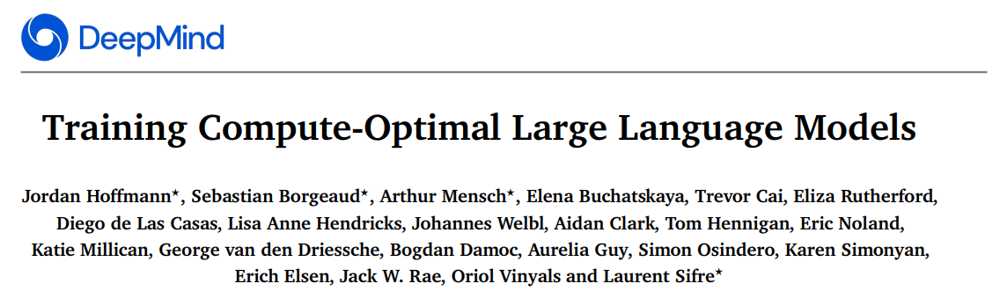 DeepMind
Training Compute-Optimal Large Language Models
Jordan Hoffmann★, Sebastian Borgeaud★, Arthur Mensch★, Elena Buchatskaya, Trevor Cai, Eliza Rutherford,
Diego de Las Casas, Lisa Anne Hendricks, Johannes Welbl, Aidan Clark, Tom Hennigan, Eric Noland,
Katie Millican, George van den Driessche, Bogdan Damoc, Aurelia Guy, Simon Osindero, Karen Simonyan,
Erich Elsen, Jack W. Rae, Oriol Vinyals and Laurent Sifre★